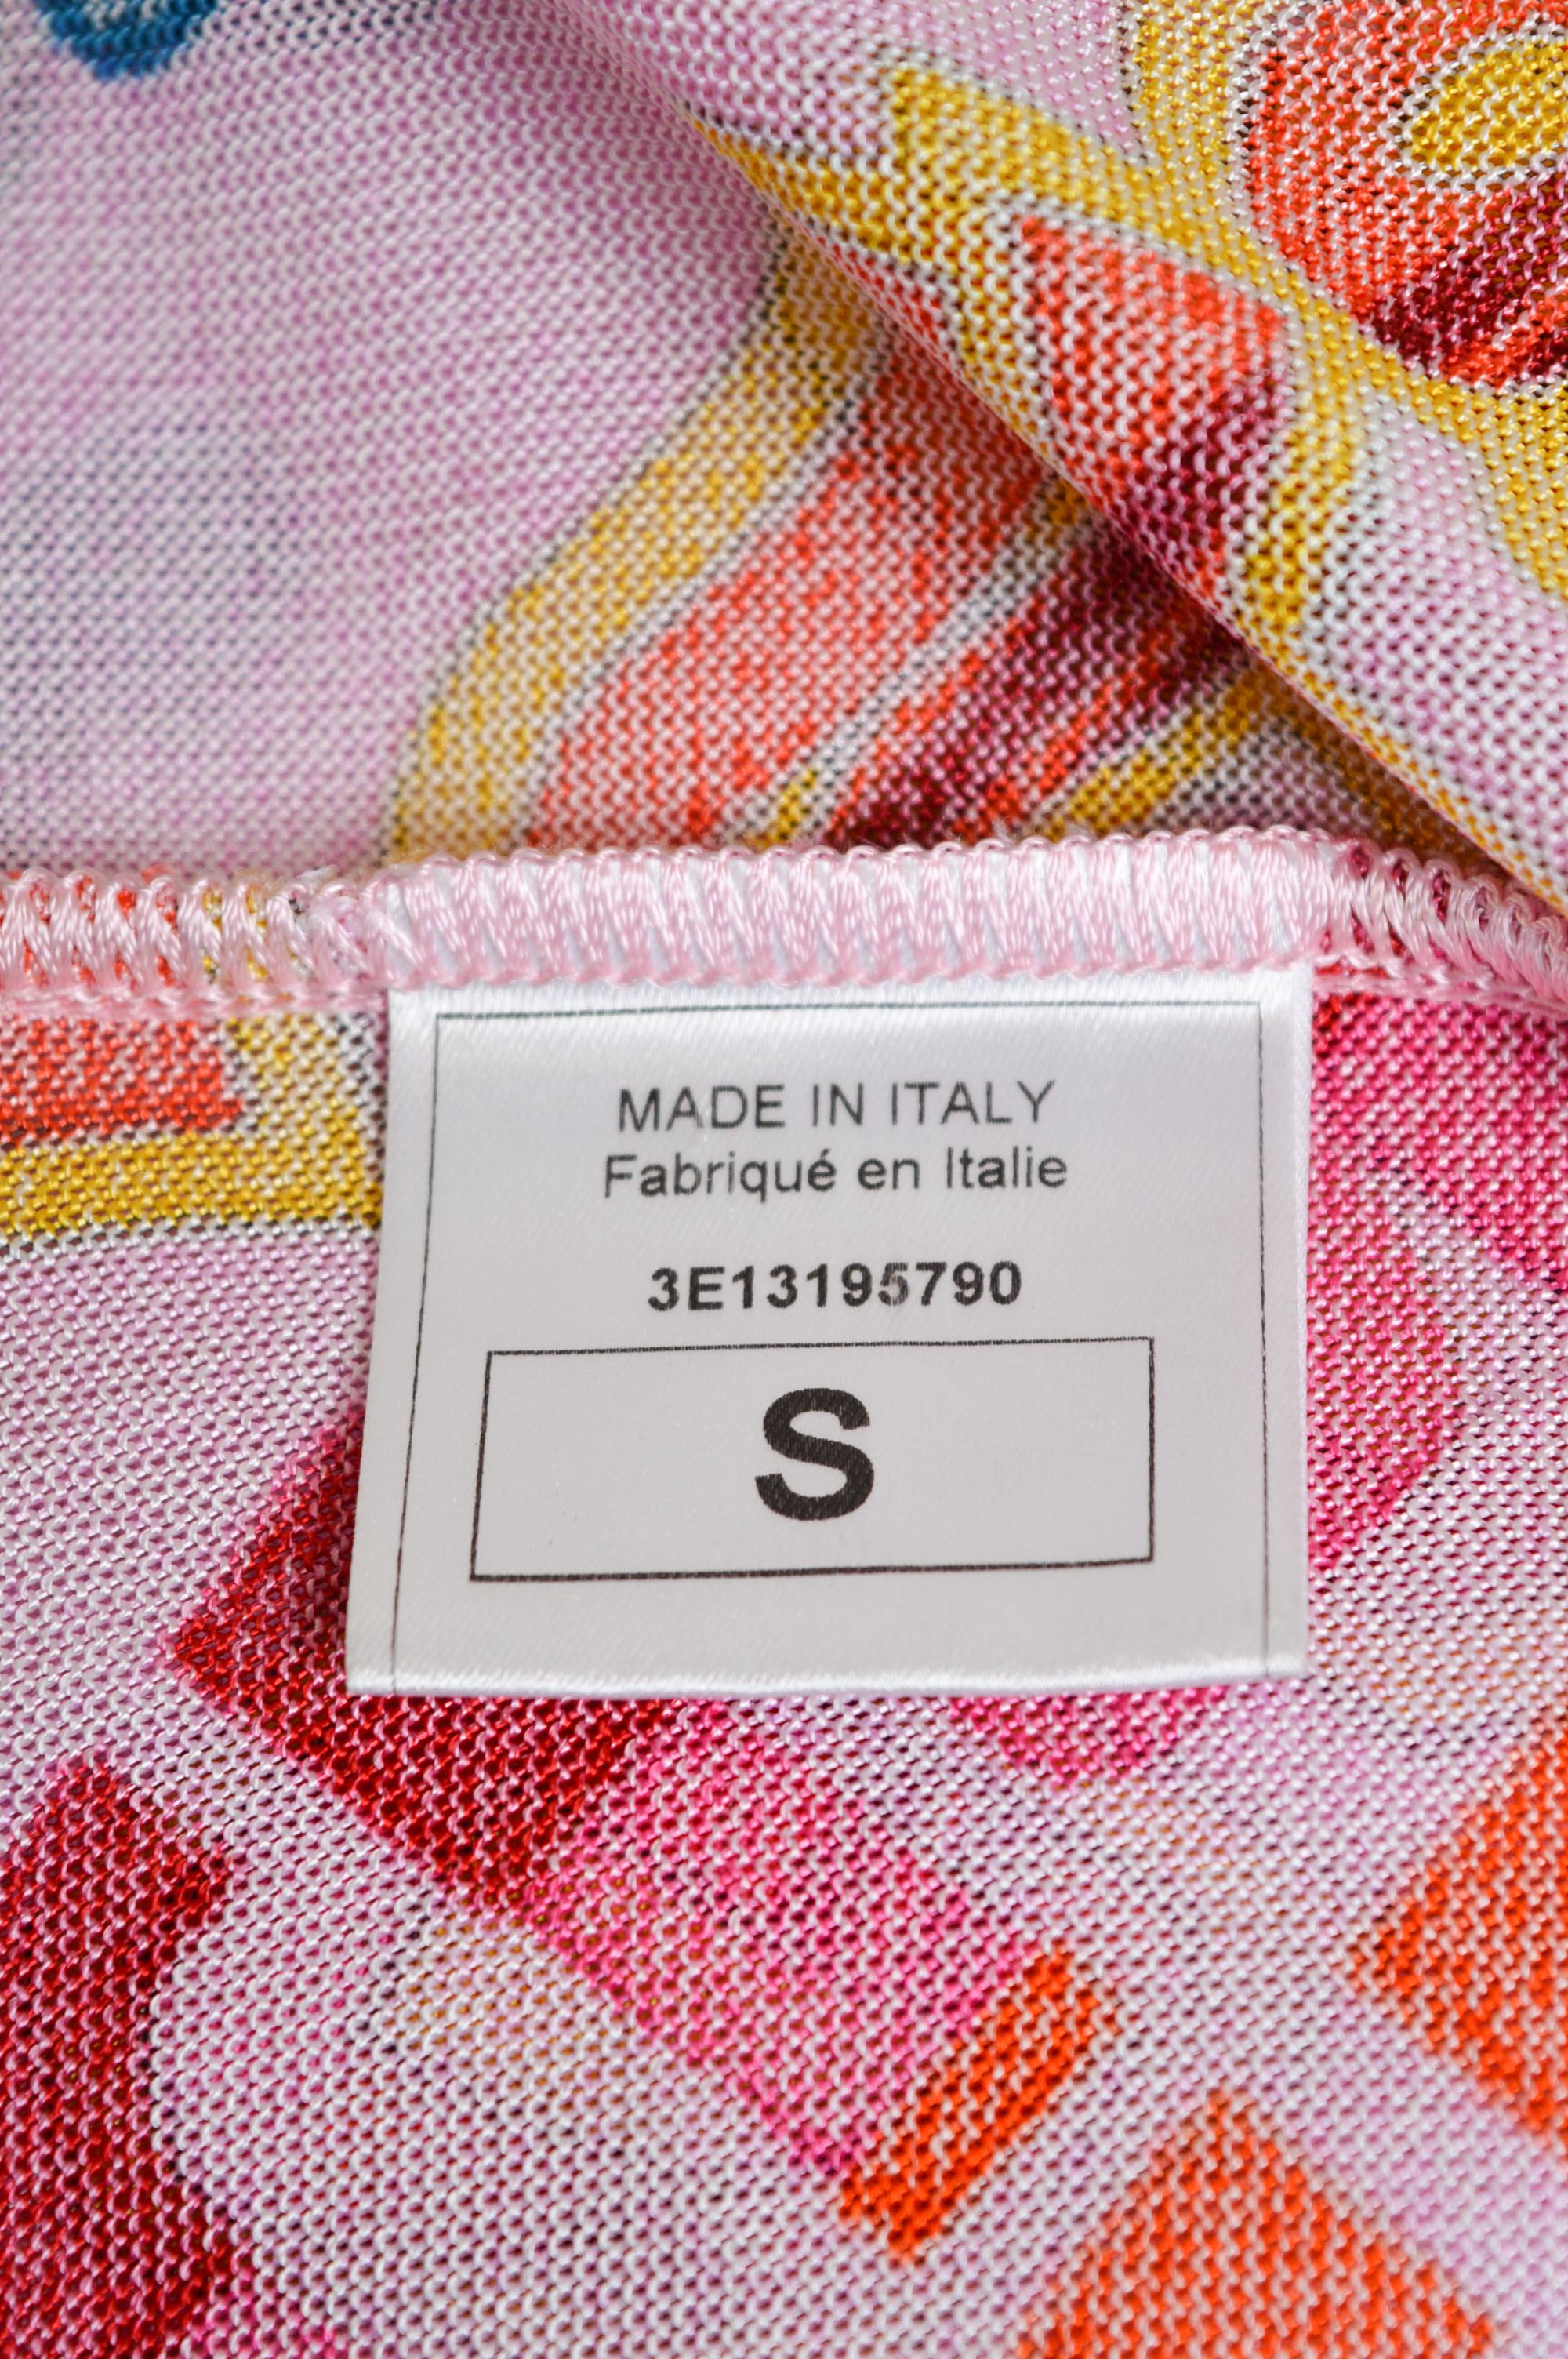 MADE IN ITALY
Fabriqué en Italie
3E13195790
S